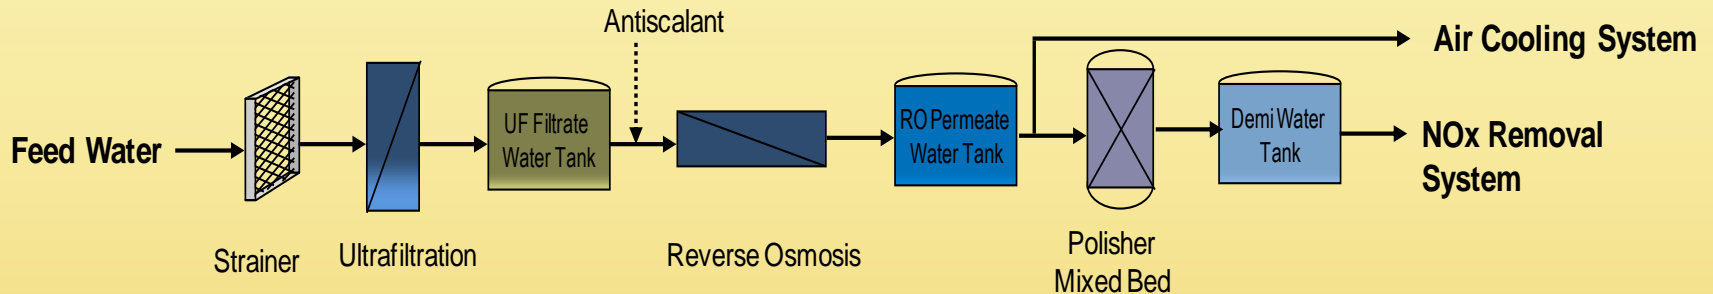 Antiscalant
Air Cooling System
Feed Water
UF Filtrate
Water Tank
RO Permeate
Water Tank
Demi Water
Tank
NOx Removal
System
Strainer
Ultrafiltration
Reverse Osmosis
Polisher
Mixed Bed